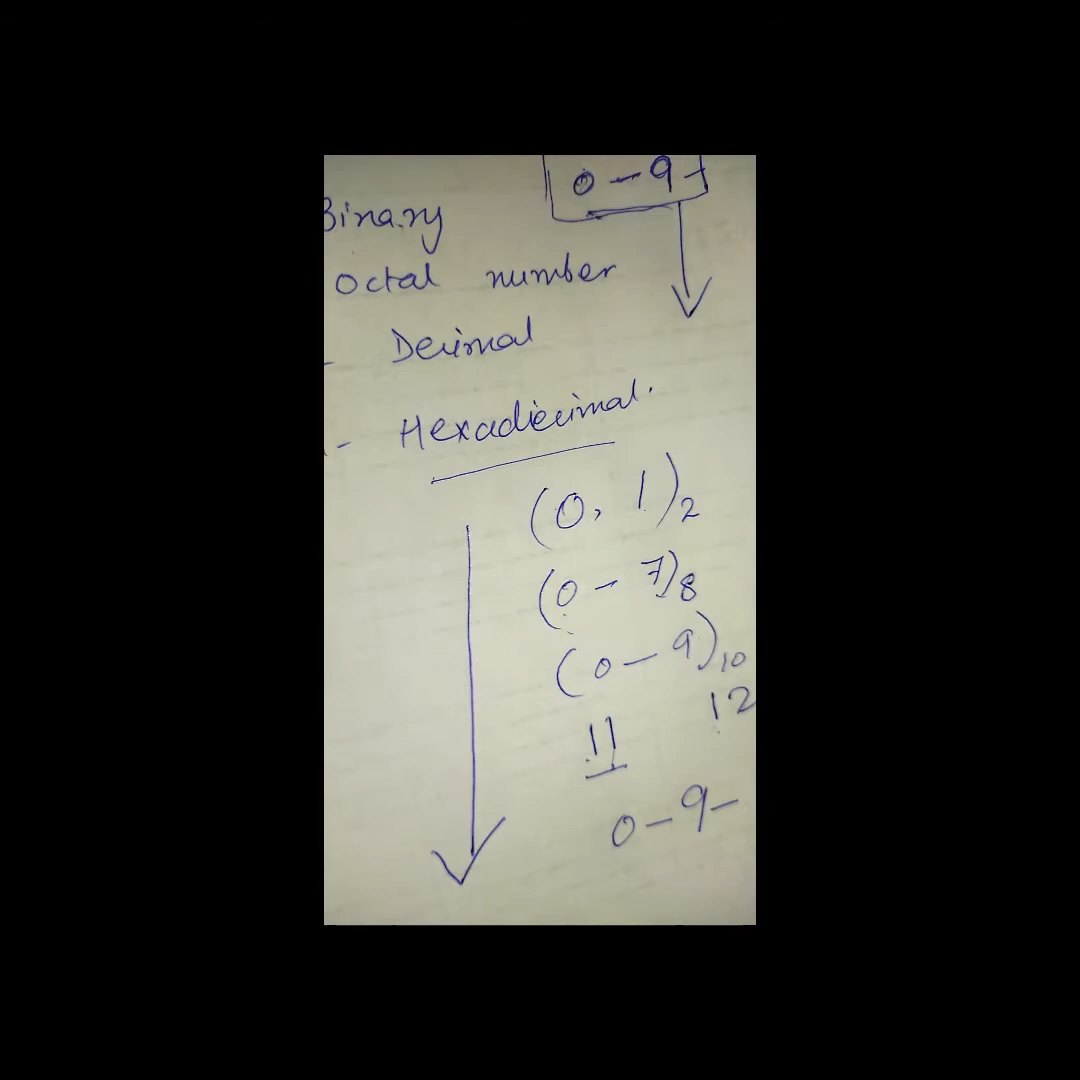 0-9-
Binary
Octal number
- Decimal
- Hexadicimal.
(0, 1)2
(0 - 7)8
(0 - 9)10
11 12
0-9-